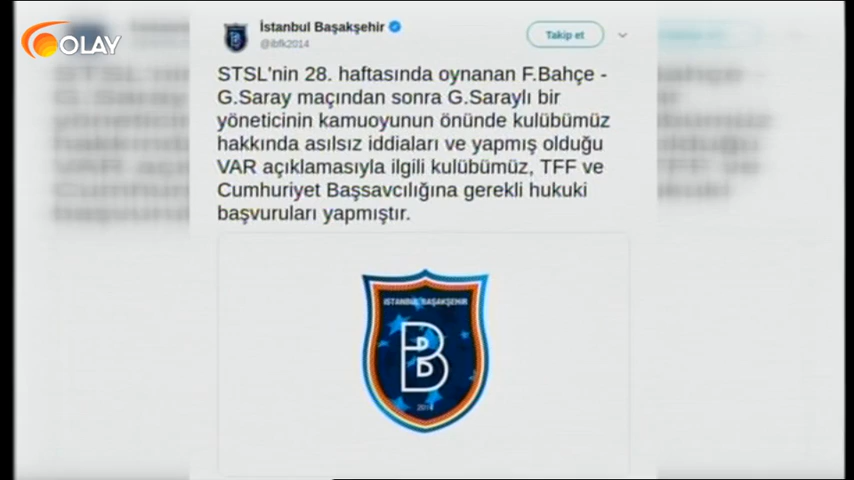 OLAY
İstanbul Başakşehir
@ibfk2014
Takip et
STSL'nin 28. haftasında oynanan F.Bahçe -
G.Saray maçından sonra G.Saraylı bir
yöneticinin kamuoyunun önünde kulübümüz
hakkında asılsız iddiaları ve yapmış olduğu
VAR açıklamasıyla ilgili kulübümüz, TFF ve
Cumhuriyet Başsavcılığına gerekli hukuki
başvuruları yapmıştır.
İSTANBUL BAŞAKŞEHİR
B
2014